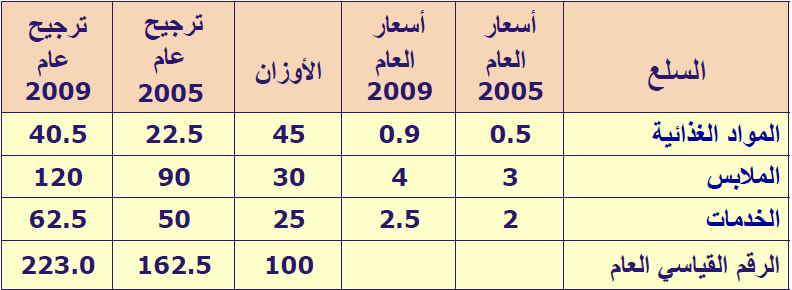 السلع أسعار العام 2005 أسعار العام 2009 الأوزان ترجيح عام 2005 ترجيح عام 2009
المواد الغذائية 0.5 0.9 45 22.5 40.5
الملابس 3 4 30 90 120
الخدمات 2 2.5 25 50 62.5
الرقم القياسي العام 100 162.5 223.0